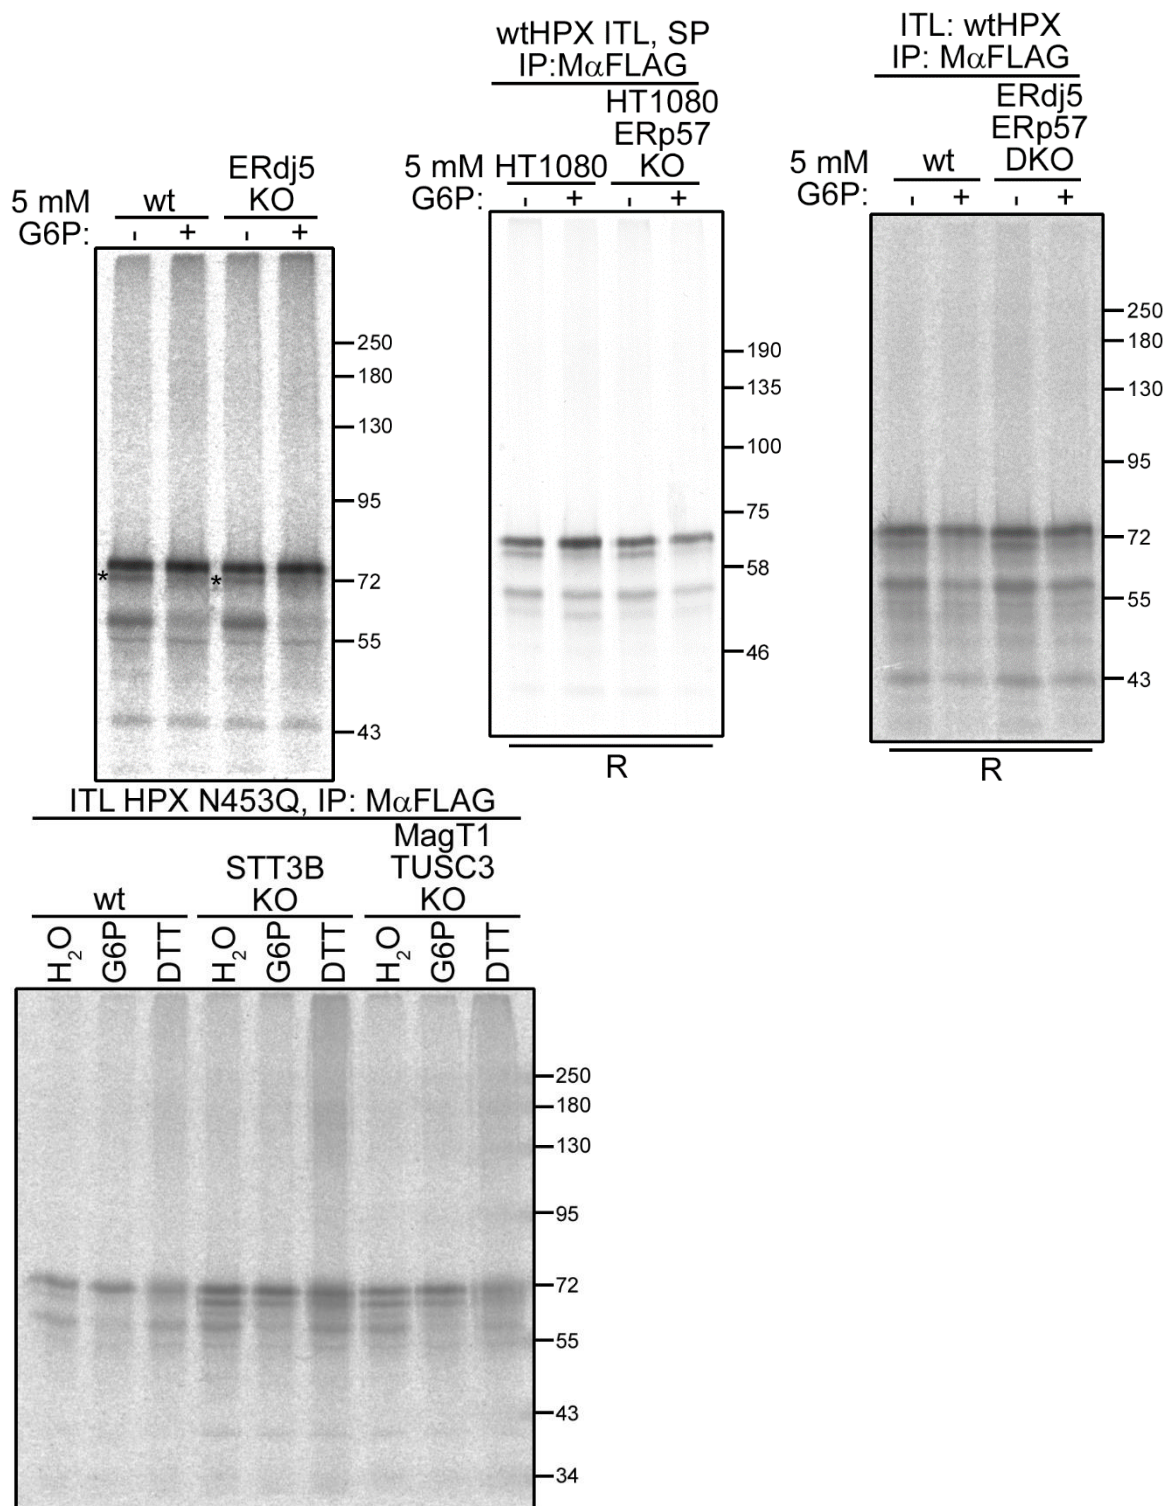 ERdj5
5 mM wt KO
G6P: - + - +
250
180
130
95
* * 72
55
43
wtHPX ITL, SP
IP:MαFLAG
HT1080
ERp57
5 mM HT1080 KO
G6P: - + - +
190
135
100
75
58
46
R
ITL: wtHPX
IP: MαFLAG
ERdj5
ERp57
5 mM wt DKO
G6P: - + - +
250
180
130
95
72
55
43
R
ITL HPX N453Q, IP: MαFLAG
MagT1
STT3B TUSC3
wt KO KO
H₂O G6P DTT H₂O G6P DTT H₂O G6P DTT
250
180
130
95
72
55
43
34